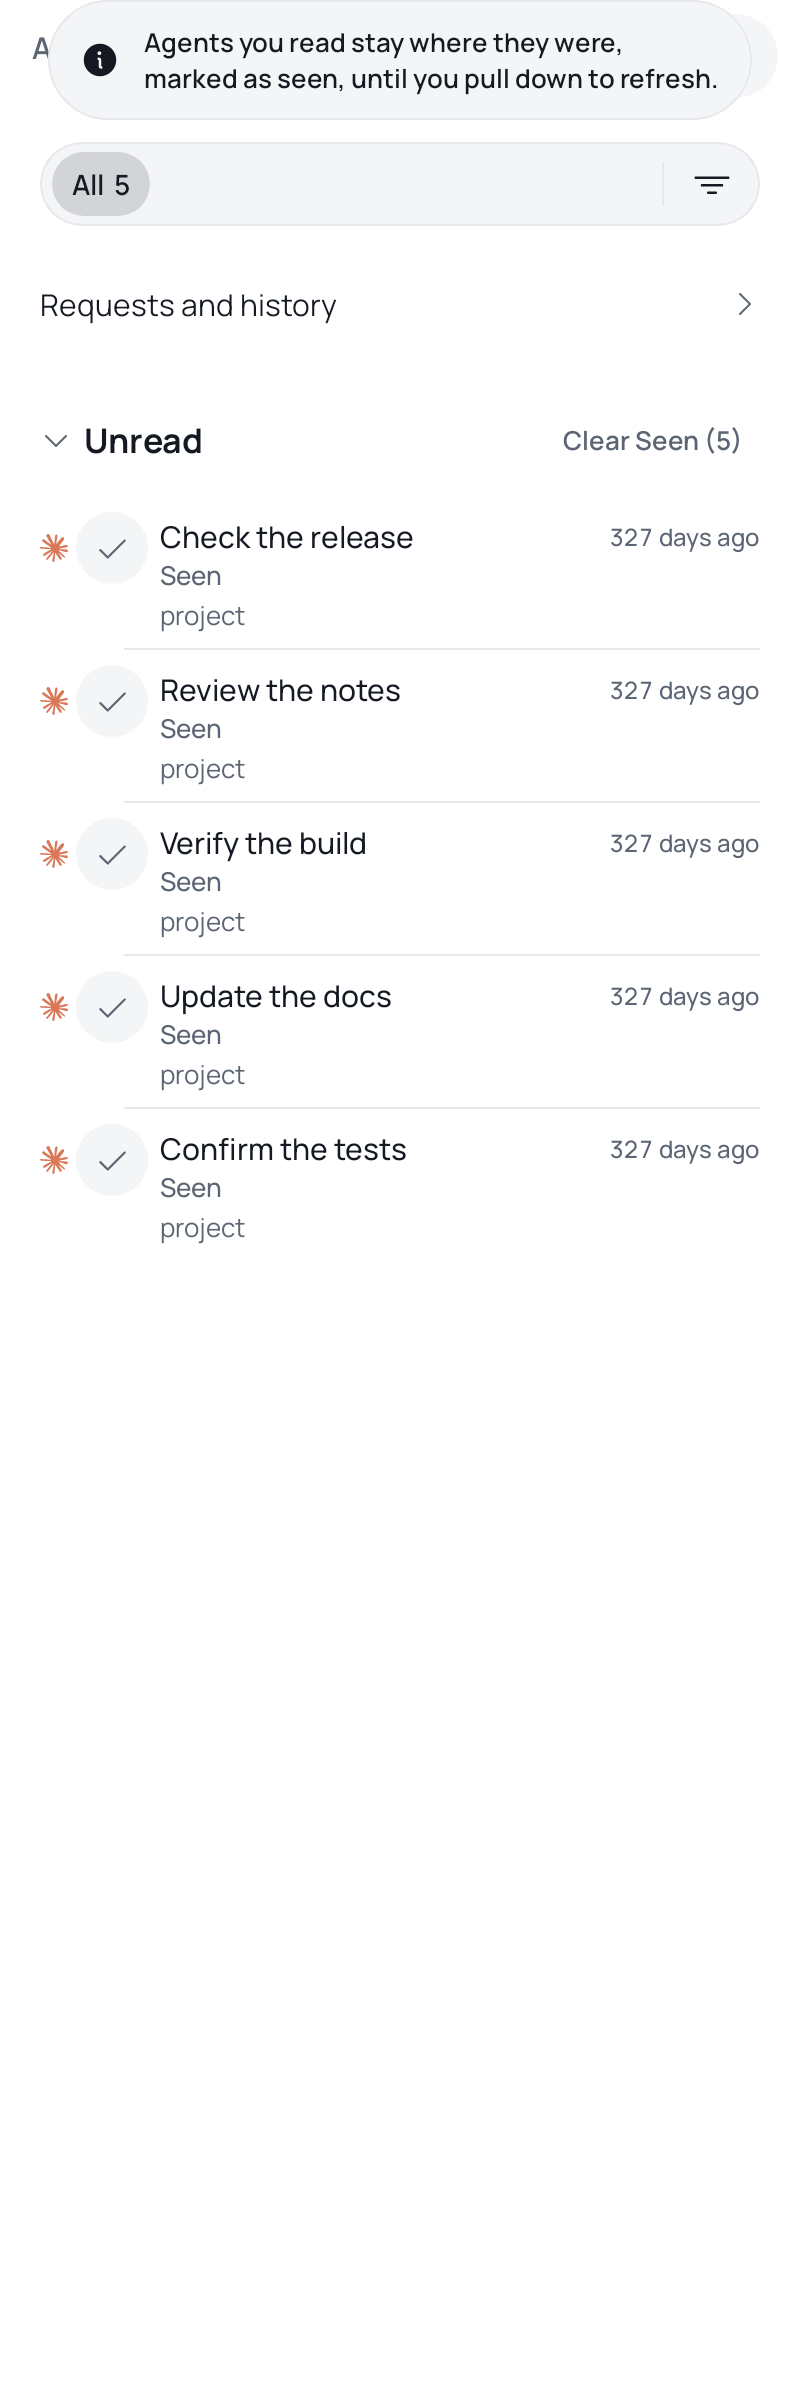 Agents you read stay where they were,
marked as seen, until you pull down to refresh.
All 5
Requests and history
Unread
Clear Seen (5)
Check the release
327 days ago
Seen
project
Review the notes
327 days ago
Seen
project
Verify the build
327 days ago
Seen
project
Update the docs
327 days ago
Seen
project
Confirm the tests
327 days ago
Seen
project